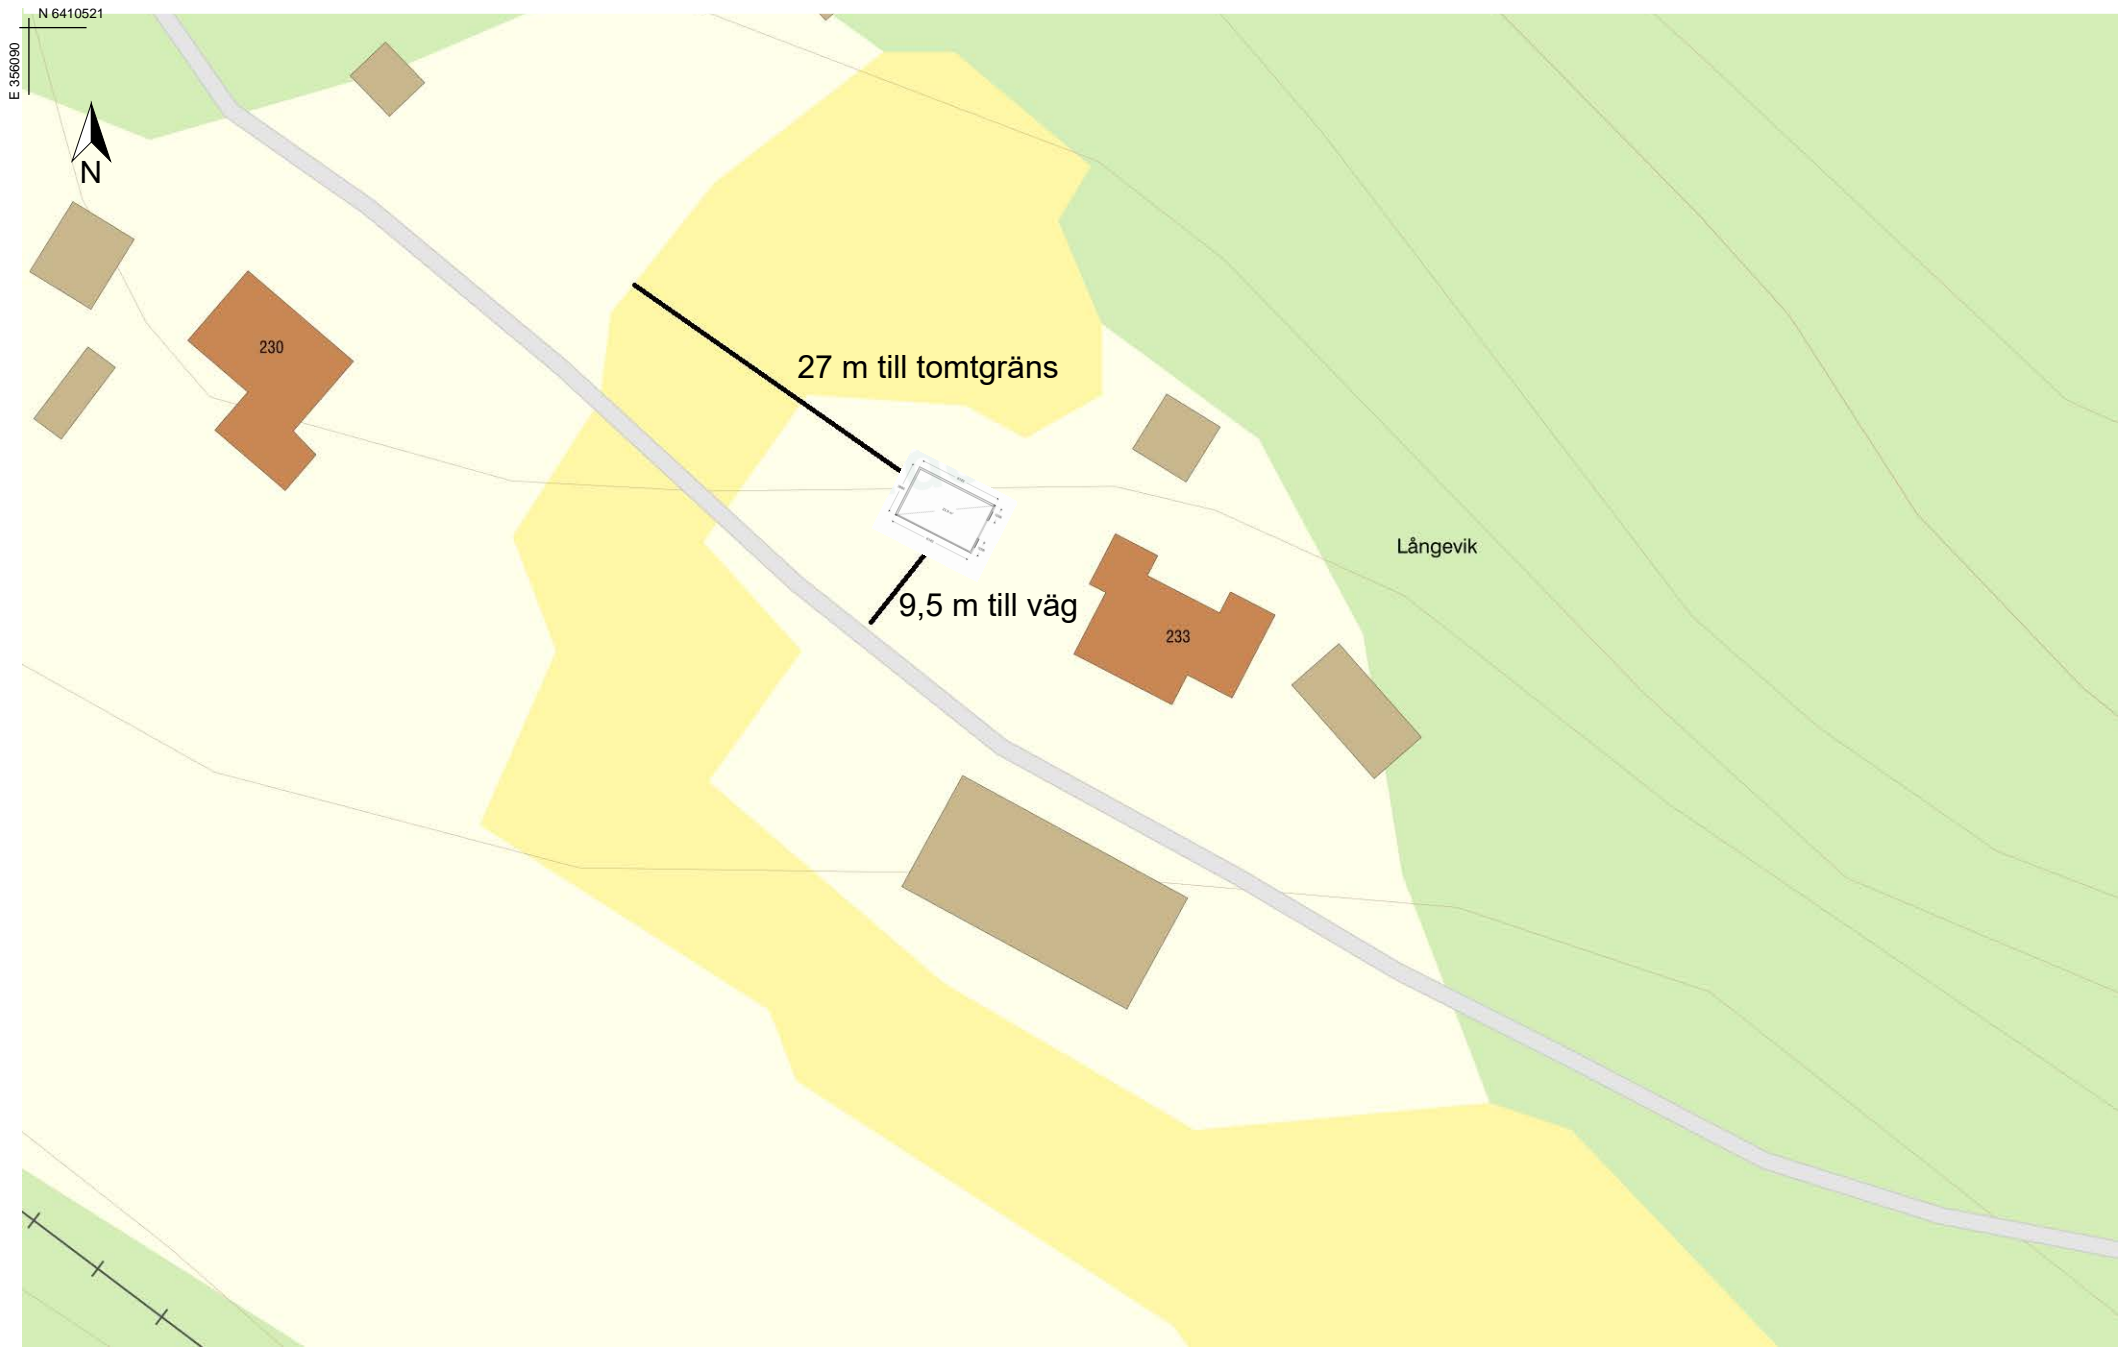 N 6410521
E 356090
N
230
27 m till tomtgräns
Långevik
9,5 m till väg
233